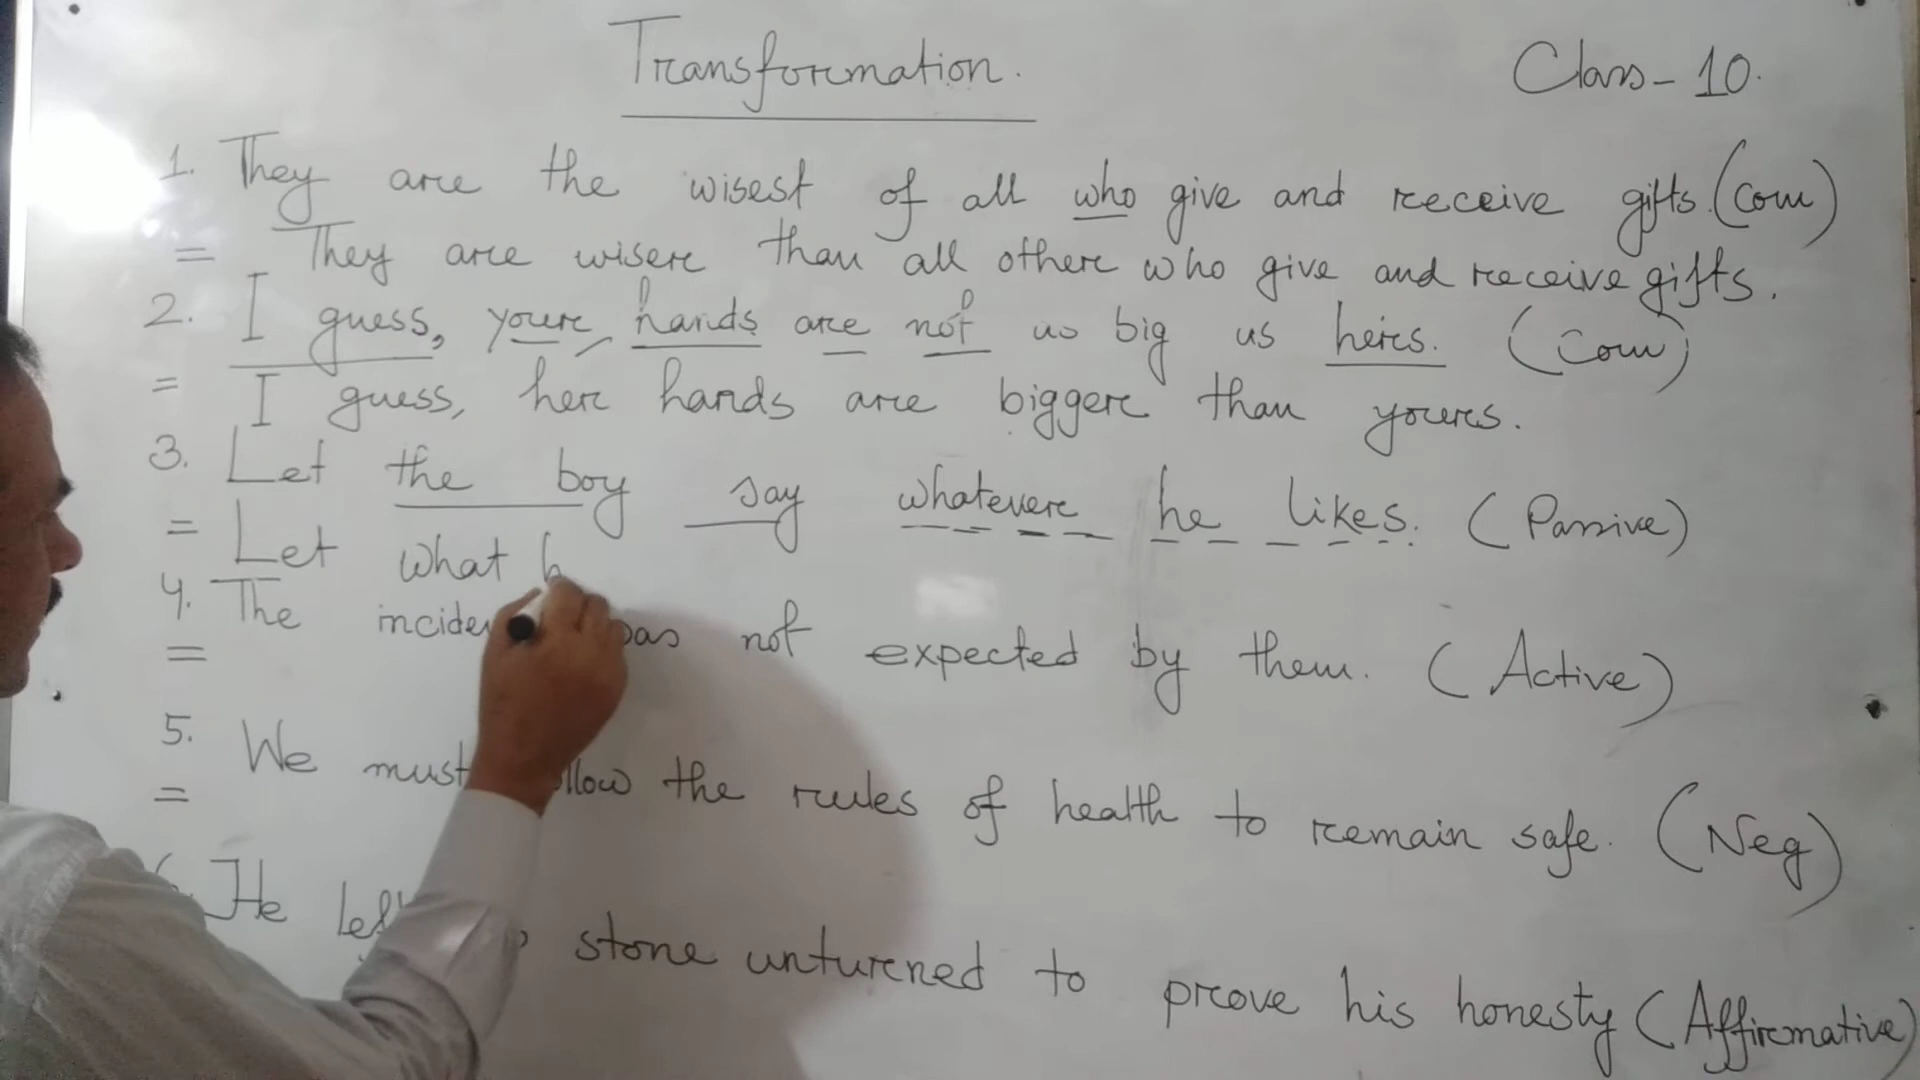 Transformation.
Class-10.
1. They are the wisest of all who give and receive gifts. (Com)
= They are wiser than all other who give and receive gifts.
2. I guess, your hands are not as big as hers. (Com)
= I guess, her hands are bigger than yours.
3. Let the boy say whatever he likes. (Passive)
= Let what h
4. The inciden was not expected by them. (Active)
=
5. We must llow the rules of health to remain safe. (Neg)
=
He left stone unturned to prove his honesty (Affirmative)